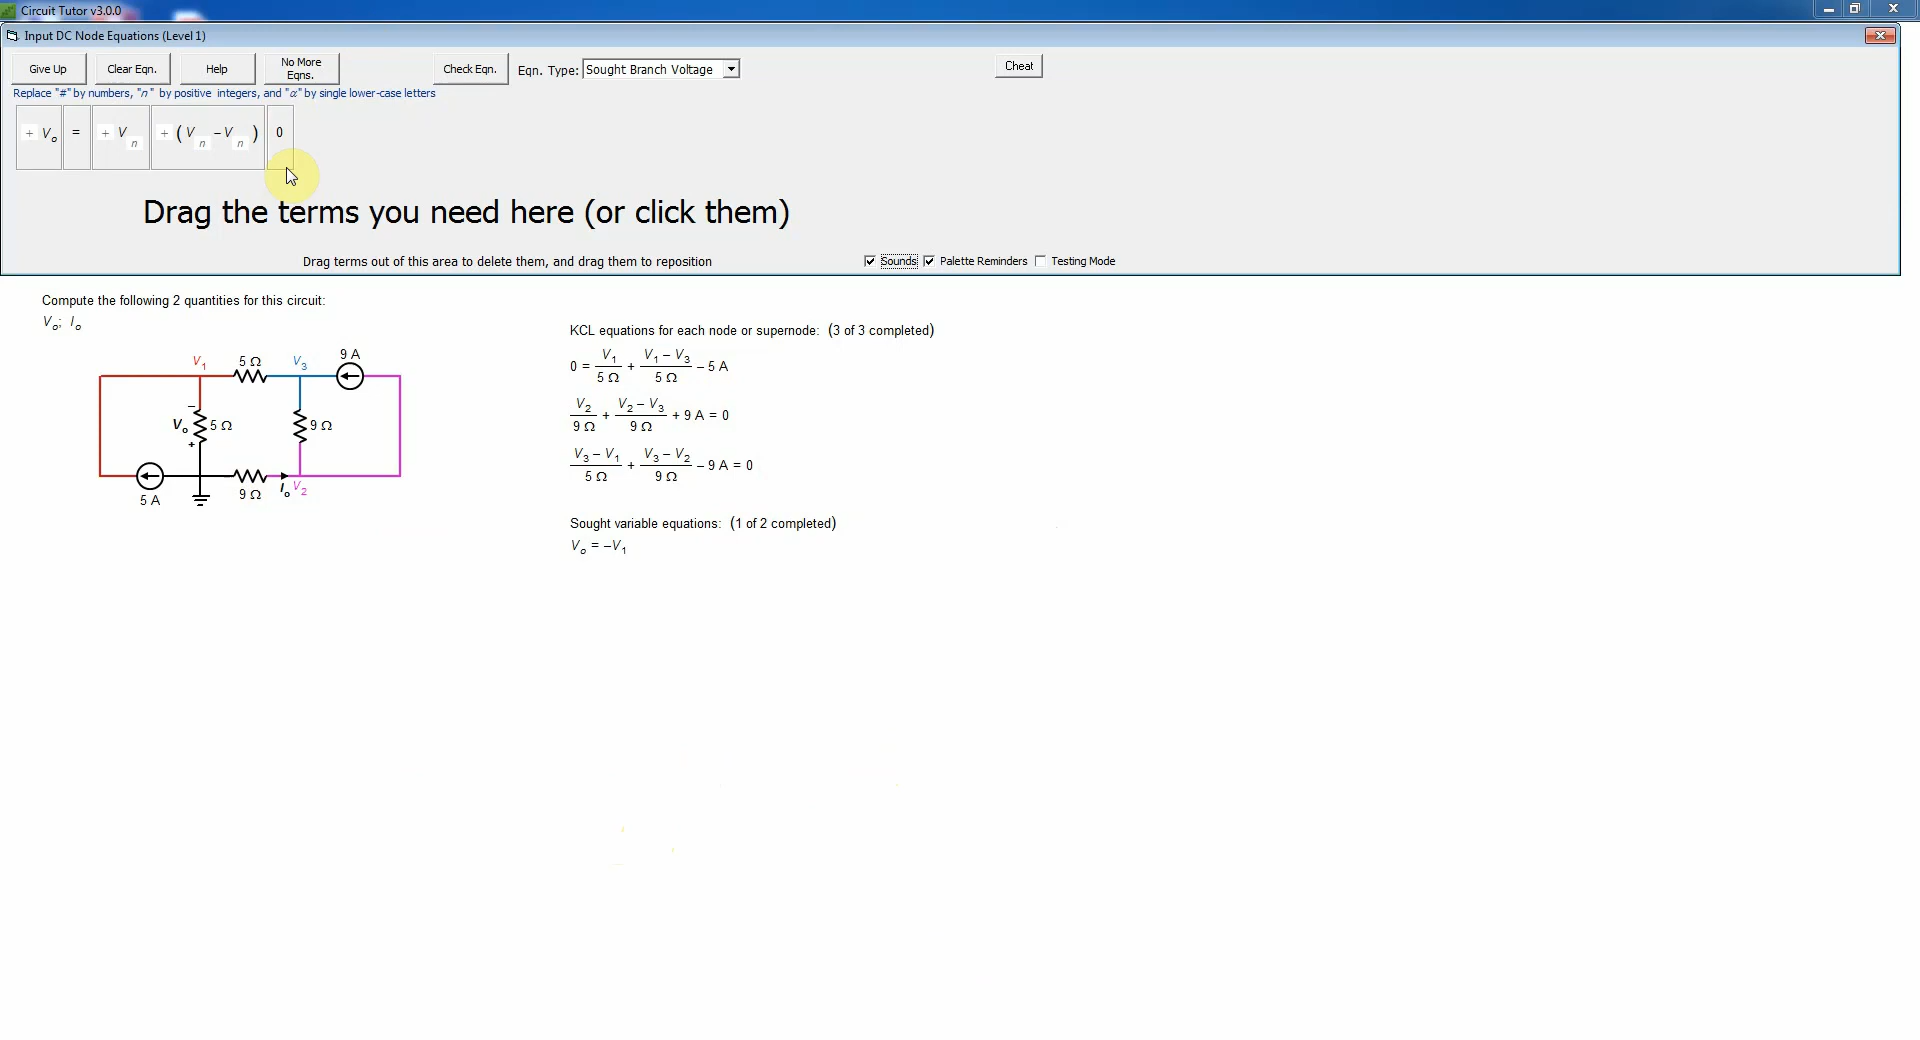 Circuit Tutor v3.0.0
Input DC Node Equations (Level 1)
Give Up Clear Eqn. Help No More Eqns. Check Eqn. Eqn. Type: Sought Branch Voltage Cheat
Replace "#" by numbers, "n" by positive integers, and "α" by single lower-case letters
+ Vo = + Vn + (Vn – Vn) 0
Drag the terms you need here (or click them)
Drag terms out of this area to delete them, and drag them to reposition
Sounds Palette Reminders Testing Mode
Compute the following 2 quantities for this circuit:
Vo; Io
V1 5 Ω V3 9 A
– Vo + 5 Ω 9 Ω
5 A 9 Ω Io V2
KCL equations for each node or supernode: (3 of 3 completed)
0 = V1/5 Ω + (V1 – V3)/5 Ω – 5 A
V2/9 Ω + (V2 – V3)/9 Ω + 9 A = 0
(V3 – V1)/5 Ω + (V3 – V2)/9 Ω – 9 A = 0
Sought variable equations: (1 of 2 completed)
Vo = –V1